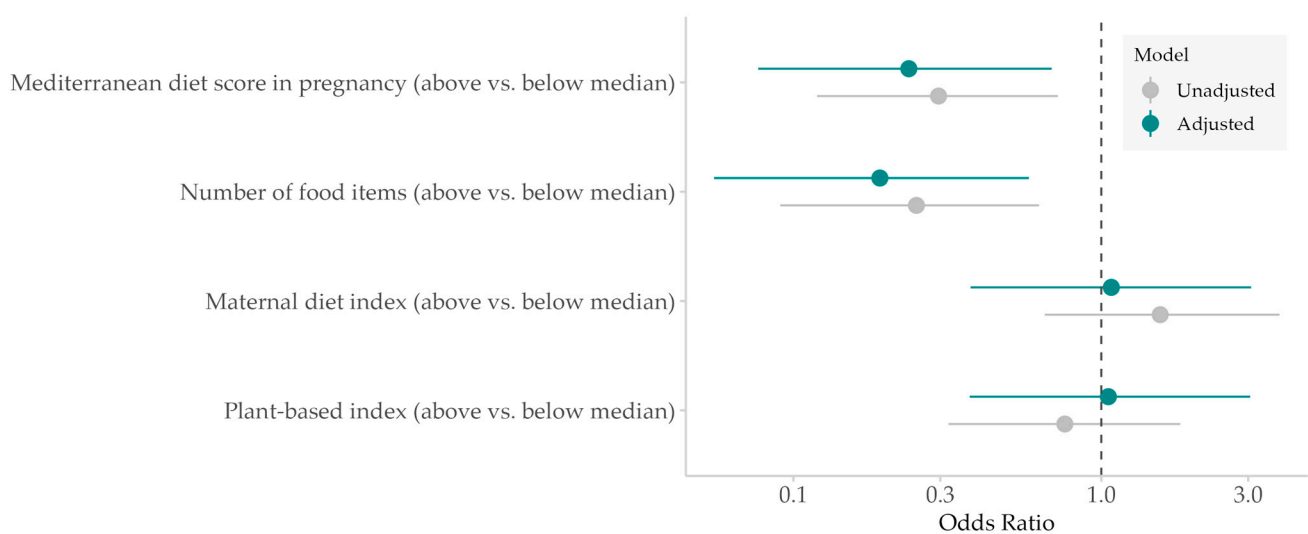 Model
Unadjusted
Adjusted
Mediterranean diet score in pregnancy (above vs. below median)
Number of food items (above vs. below median)
Maternal diet index (above vs. below median)
Plant-based index (above vs. below median)
0.1 0.3 1.0 3.0
Odds Ratio